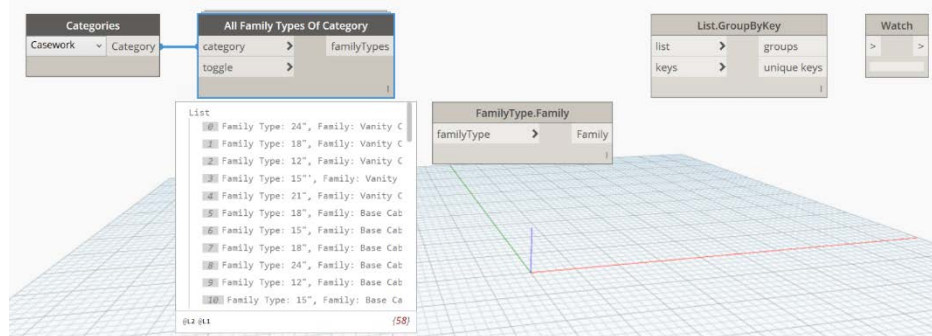 Categories
Casework Category
All Family Types Of Category
category > familyTypes
toggle >
List
0 Family Type: 24", Family: Vanity C
1 Family Type: 18", Family: Vanity C
2 Family Type: 12", Family: Vanity C
3 Family Type: 15"', Family: Vanity
4 Family Type: 21", Family: Vanity C
5 Family Type: 18", Family: Base Cab
6 Family Type: 15", Family: Base Cab
7 Family Type: 18", Family: Base Cab
8 Family Type: 24", Family: Base Cab
9 Family Type: 12", Family: Base Cab
10 Family Type: 15", Family: Base Ca
@L2 @L1 {58}
FamilyType.Family
familyType > Family
List.GroupByKey
list > groups
keys > unique keys
Watch
> >